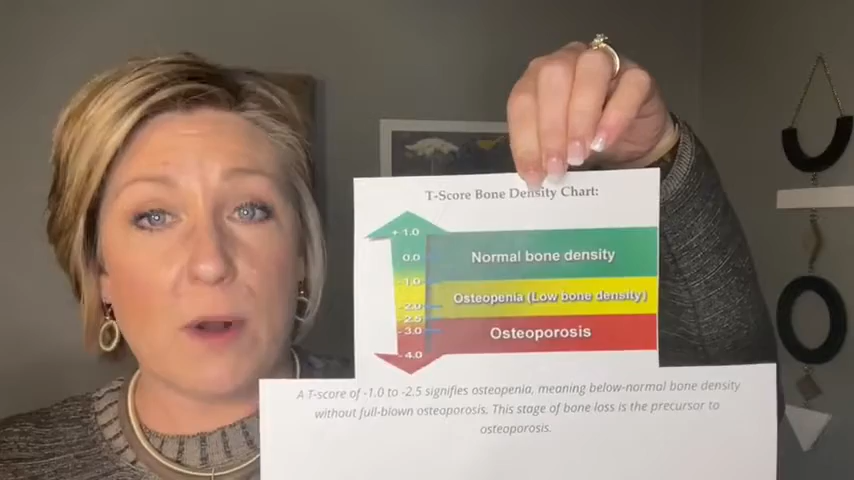 T-Score Bone Density Chart:
+ 1.0
0.0
Normal bone density
-1.0
Osteopenia (Low bone density)
-2.0
-2.5
-3.0
Osteoporosis
-4.0
A T-score of -1.0 to -2.5 signifies osteopenia, meaning below-normal bone density
without full-blown osteoporosis. This stage of bone loss is the precursor to
osteoporosis.